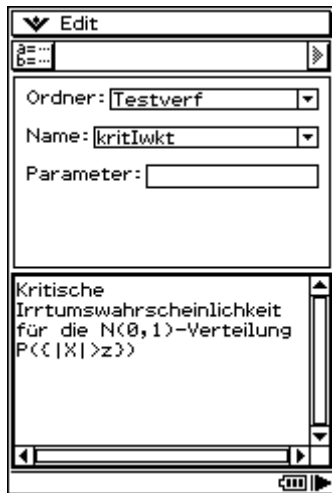 Edit
a=
b=
Ordner: Testverf
Name: kritIwkt
Parameter:
Kritische
Irrtumswahrscheinlichkeit
für die N(0,1)-Verteilung
P({|X|>z})